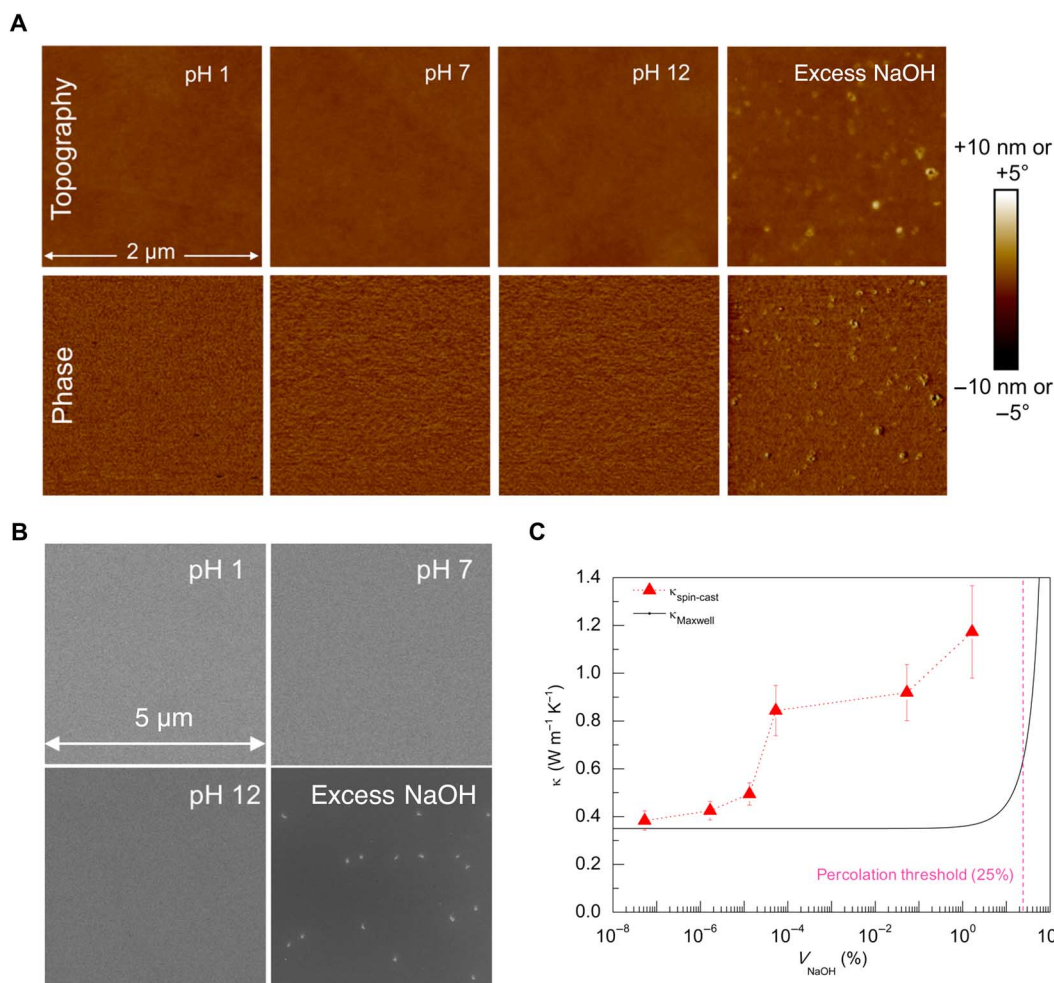 A
Topography
pH 1
pH 7
pH 12
Excess NaOH
2 µm
+10 nm or
+5°
Phase
−10 nm or
−5°
B
pH 1
pH 7
5 µm
pH 12
Excess NaOH
C
κ (W m⁻¹ K⁻¹)
1.4
1.2
1.0
0.8
0.6
0.4
0.2
0.0
κspin-cast
κMaxwell
Percolation threshold (25%)
10⁻⁸ 10⁻⁶ 10⁻⁴ 10⁻² 10⁰ 10
VNaOH (%)